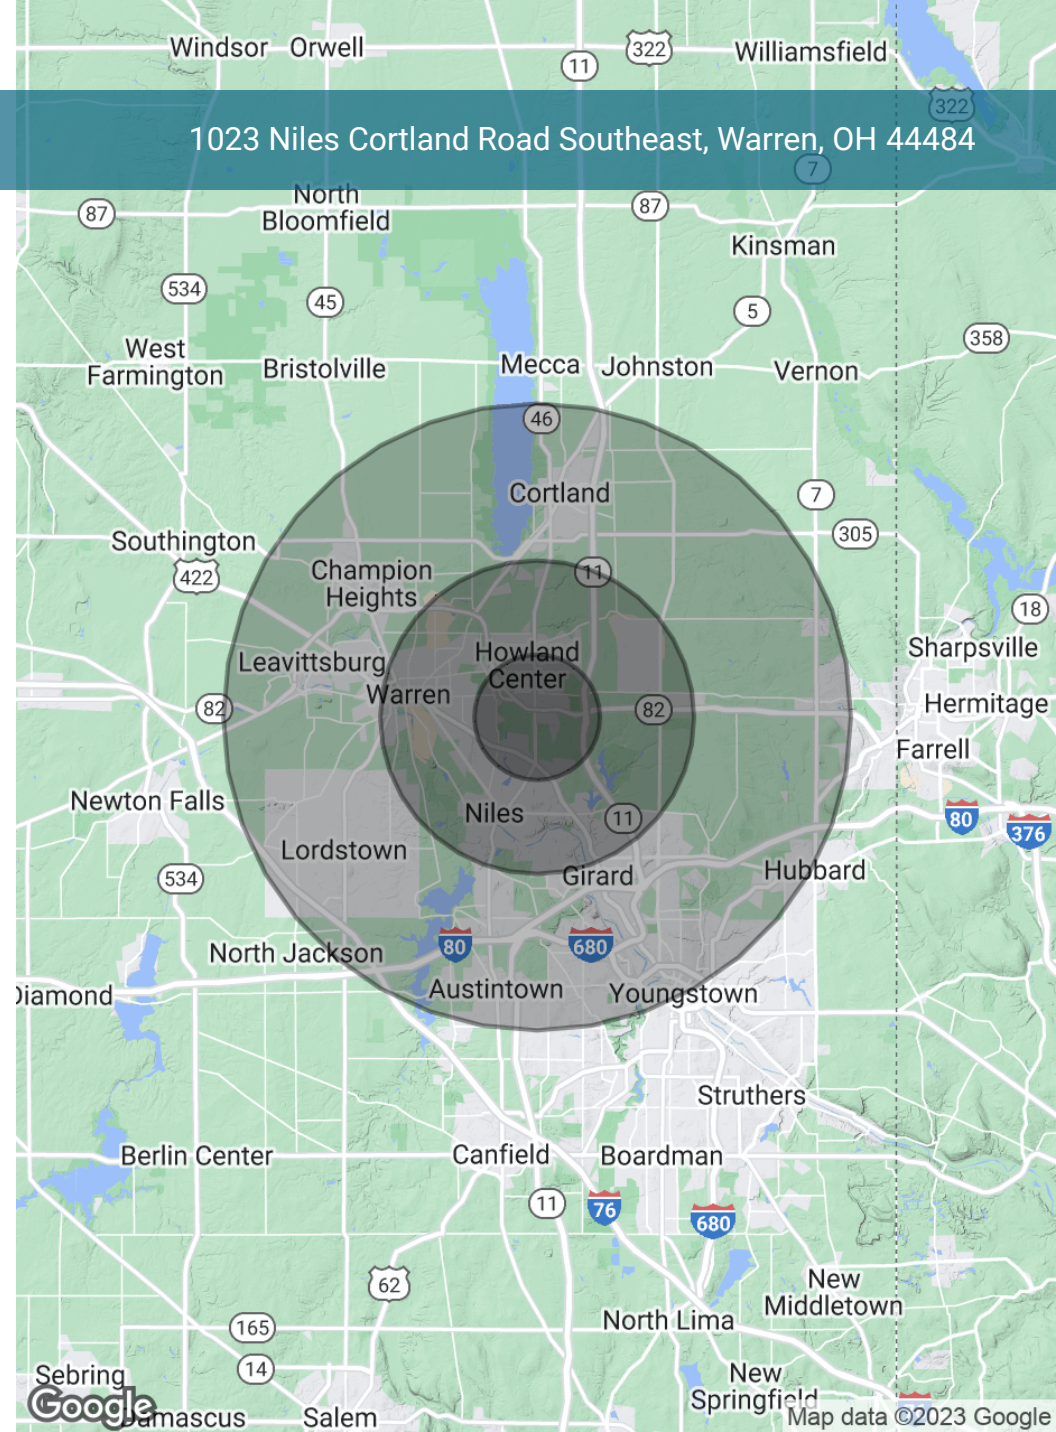 Windsor
Orwell
322
11
Williamsfield
322
1023 Niles Cortland Road Southeast, Warren, OH 44484
7
North
Bloomfield
87
87
Kinsman
534
45
5
358
West
Farmington
Bristolville
Mecca
Johnston
Vernon
46
Cortland
7
305
Southington
422
Champion
Heights
11
18
Howland
Center
Leavittsburg
Sharpsville
Warren
82
82
Hermitage
Farrell
Newton Falls
Niles
11
80
376
Lordstown
534
Girard
Hubbard
North Jackson
80
680
Diamond
Austintown
Youngstown
Struthers
Berlin Center
Canfield
Boardman
11
76
680
62
New
Middletown
165
North Lima
14
Sebring
New
Springfield
Google
Damascus
Salem
Map data ©2023 Google